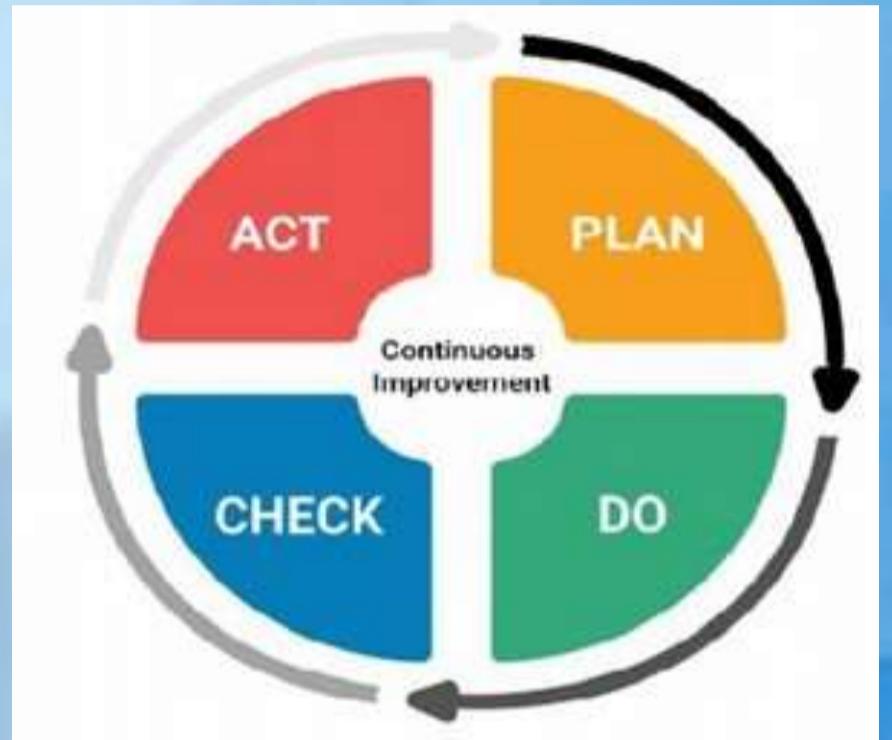 ACT
PLAN
Continuous
Improvement
CHECK
DO